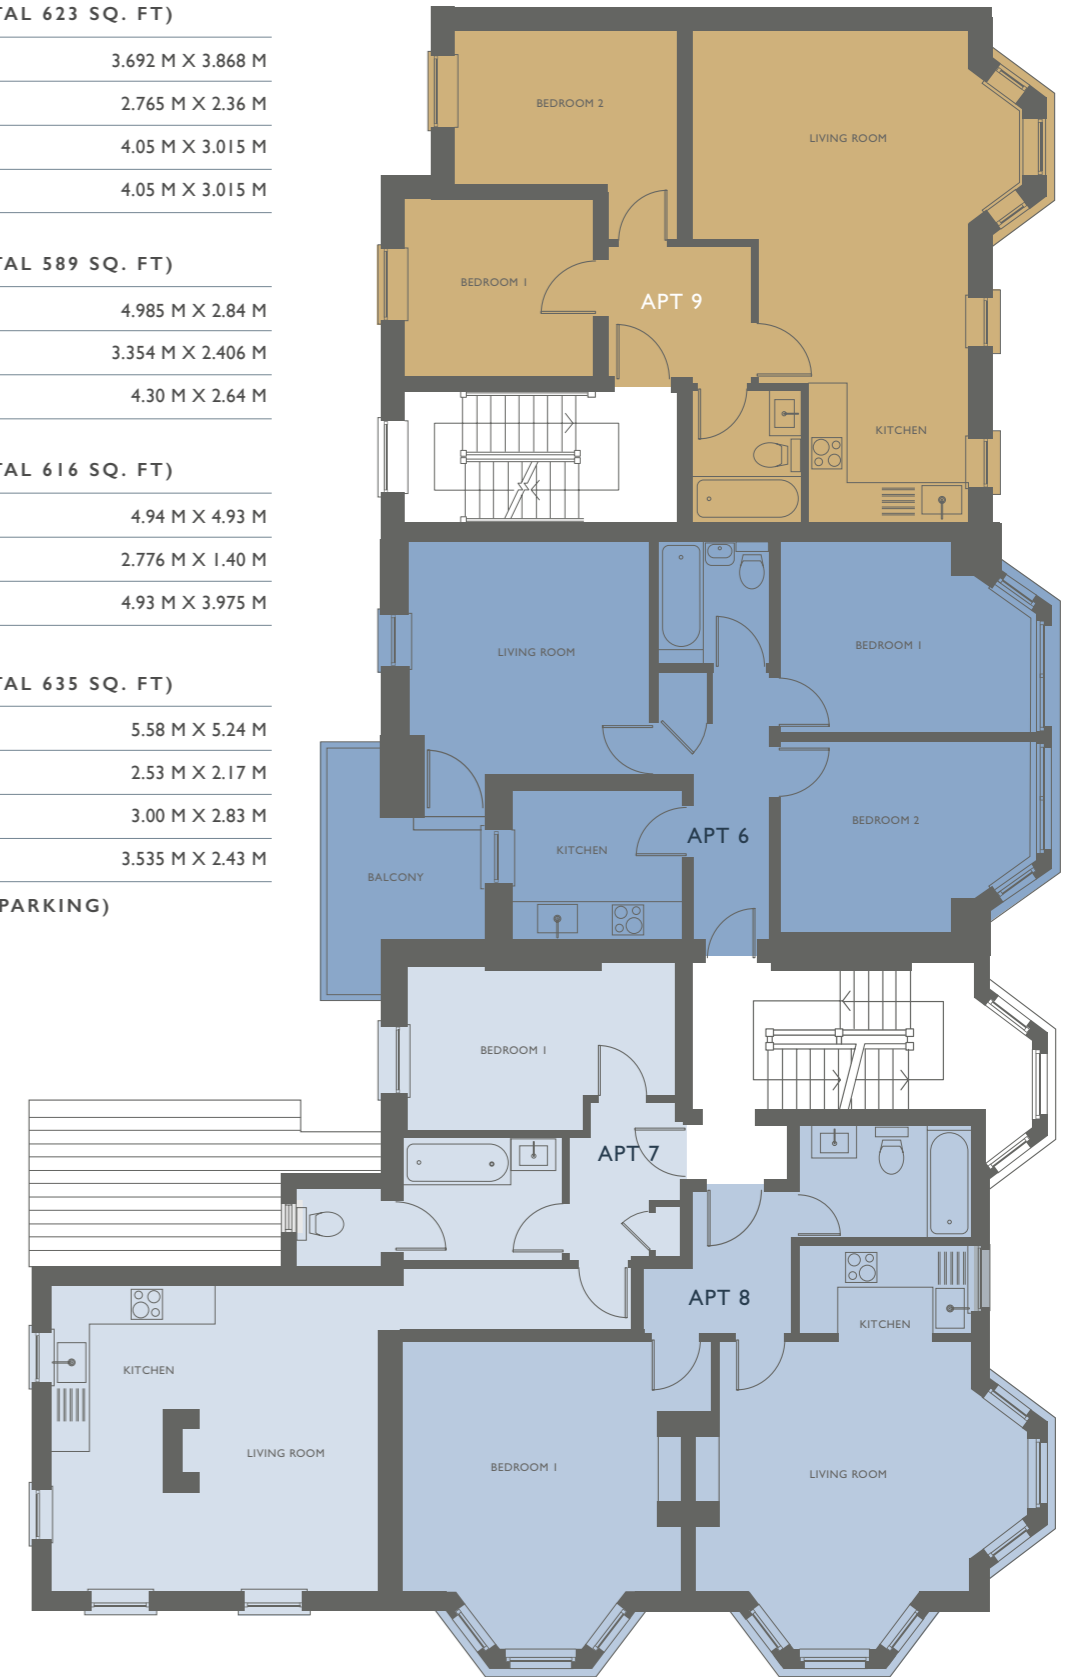 TAL 623 SQ. FT)
3.692 M X 3.868 M
2.765 M X 2.36 M
4.05 M X 3.015 M
4.05 M X 3.015 M
TAL 589 SQ. FT)
4.985 M X 2.84 M
3.354 M X 2.406 M
4.30 M X 2.64 M
TAL 616 SQ. FT)
4.94 M X 4.93 M
2.776 M X 1.40 M
4.93 M X 3.975 M
TAL 635 SQ. FT)
5.58 M X 5.24 M
2.53 M X 2.17 M
3.00 M X 2.83 M
3.535 M X 2.43 M
PARKING)
BEDROOM 2
LIVING ROOM
BEDROOM 1
APT 9
KITCHEN
LIVING ROOM
BEDROOM 1
BEDROOM 2
APT 6
KITCHEN
BALCONY
BEDROOM 1
APT 7
APT 8
KITCHEN
KITCHEN
LIVING ROOM
BEDROOM 1
LIVING ROOM